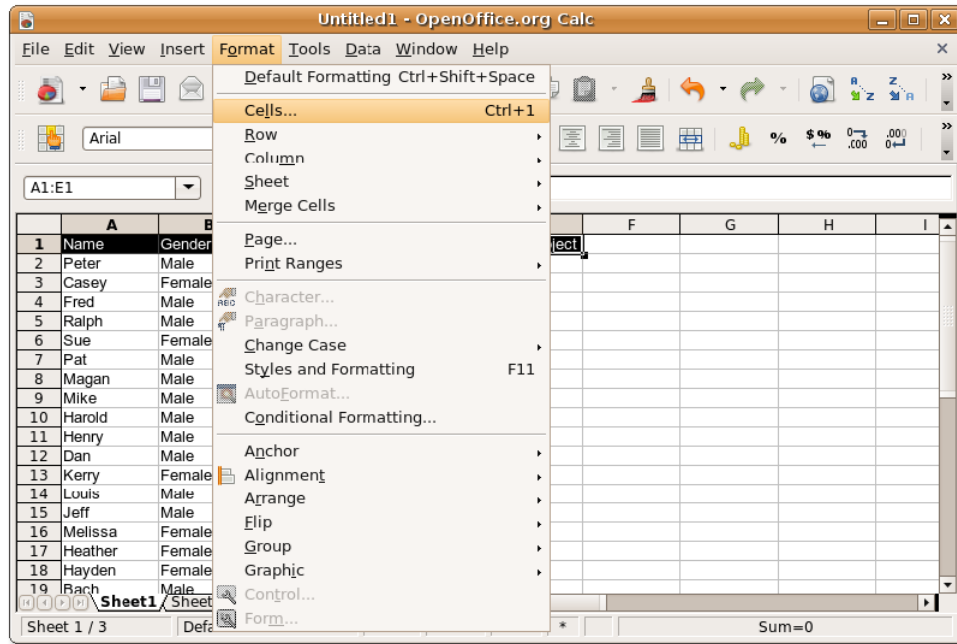 Untitled1 - OpenOffice.org Calc
File Edit View Insert Format Tools Data Window Help
Default Formatting Ctrl+Shift+Space
Cells... Ctrl+1
Row
Column
Sheet
Merge Cells
Page...
Print Ranges
Character...
Paragraph...
Change Case
Styles and Formatting F11
AutoFormat...
Conditional Formatting...
Anchor
Alignment
Arrange
Flip
Group
Graphic
Control...
Form...
Arial
A1:E1
A B F G H I
1 Name Gender ject
2 Peter Male
3 Casey Female
4 Fred Male
5 Ralph Male
6 Sue Female
7 Pat Male
8 Magan Male
9 Mike Male
10 Harold Male
11 Henry Male
12 Dan Male
13 Kerry Female
14 Louis Male
15 Jeff Male
16 Melissa Female
17 Heather Female
18 Hayden Female
19 Bach Male
Sheet1 Sheet
Sheet 1 / 3 Defa * Sum=0